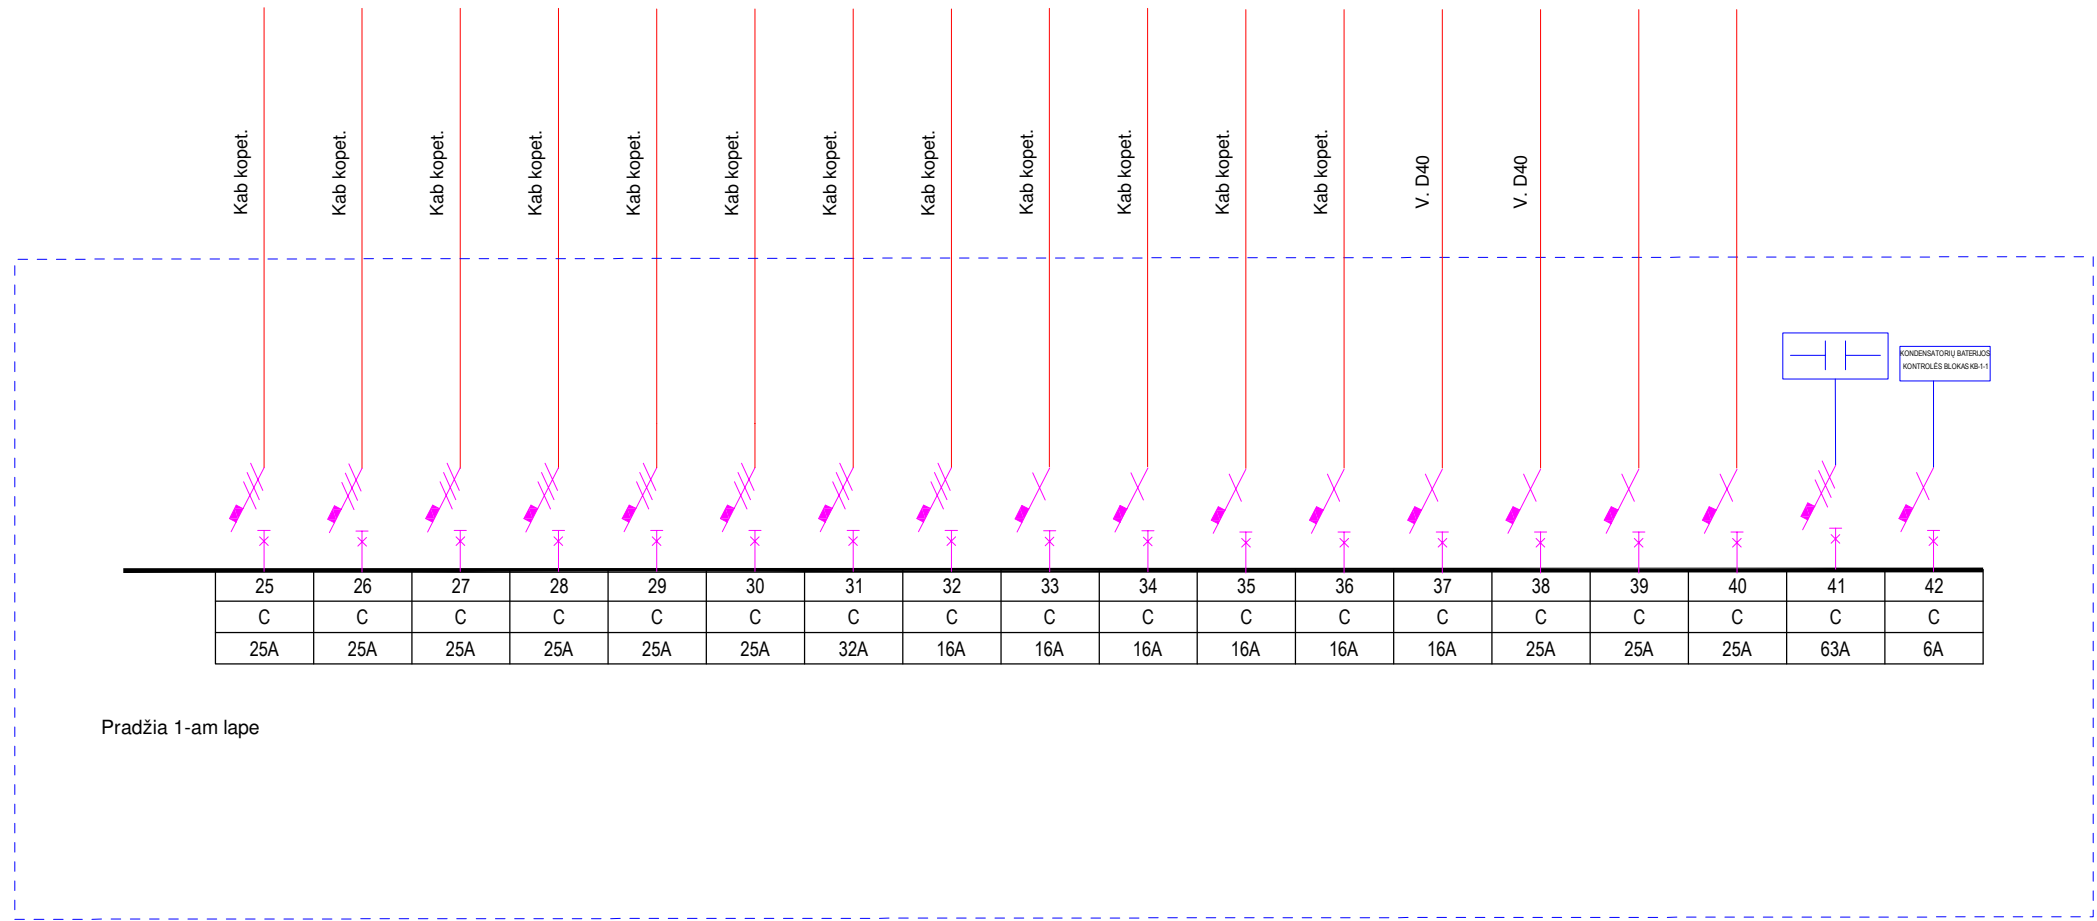 Kab kopet.
Kab kopet.
Kab kopet.
Kab kopet.
Kab kopet.
Kab kopet.
Kab kopet.
Kab kopet.
Kab kopet.
Kab kopet.
Kab kopet.
Kab kopet.
V. D40
V. D40
KONDENSATORIŲ BATERIJOS
KONTROLĖS BLOKAS KB-1-1
25 26 27 28 29 30 31 32 33 34 35 36 37 38 39 40 41 42
C C C C C C C C C C C C C C C C C C
25A 25A 25A 25A 25A 25A 32A 16A 16A 16A 16A 16A 16A 25A 25A 25A 63A 6A
Pradžia 1-am lape